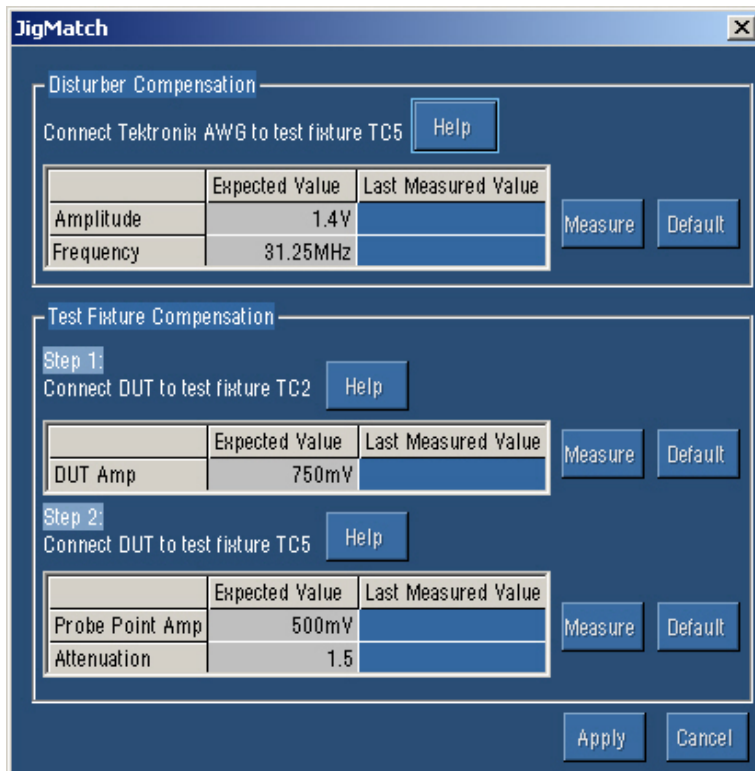 JigMatch
Disturber Compensation
Connect Tektronix AWG to test fixture TC5 Help
Expected Value Last Measured Value
Amplitude 1.4V
Frequency 31.25MHz
Measure Default
Test Fixture Compensation
Step 1:
Connect DUT to test fixture TC2 Help
Expected Value Last Measured Value
DUT Amp 750mV
Measure Default
Step 2:
Connect DUT to test fixture TC5 Help
Expected Value Last Measured Value
Probe Point Amp 500mV
Attenuation 1.5
Measure Default
Apply Cancel